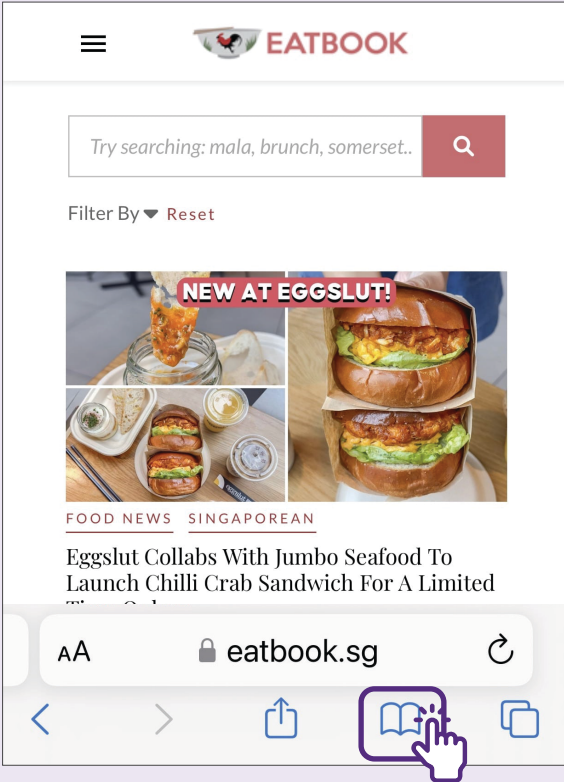 EATBOOK
Try searching: mala, brunch, somerset..
Filter By Reset
NEW AT EGGSLUT!
FOOD NEWS SINGAPOREAN
Eggslut Collabs With Jumbo Seafood To
Launch Chilli Crab Sandwich For A Limited
AA eatbook.sg